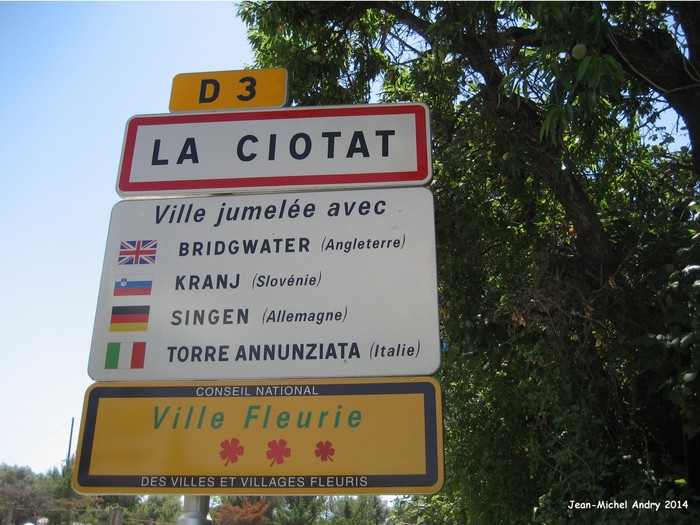 D 3
LA CIOTAT
Ville jumelée avec
BRIDGWATER (Angleterre)
KRANJ (Slovénie)
SINGEN (Allemagne)
TORRE ANNUNZIATA (Italie)
CONSEIL NATIONAL
Ville Fleurie
DES VILLES ET VILLAGES FLEURIS
Jean-Michel Andry 2014